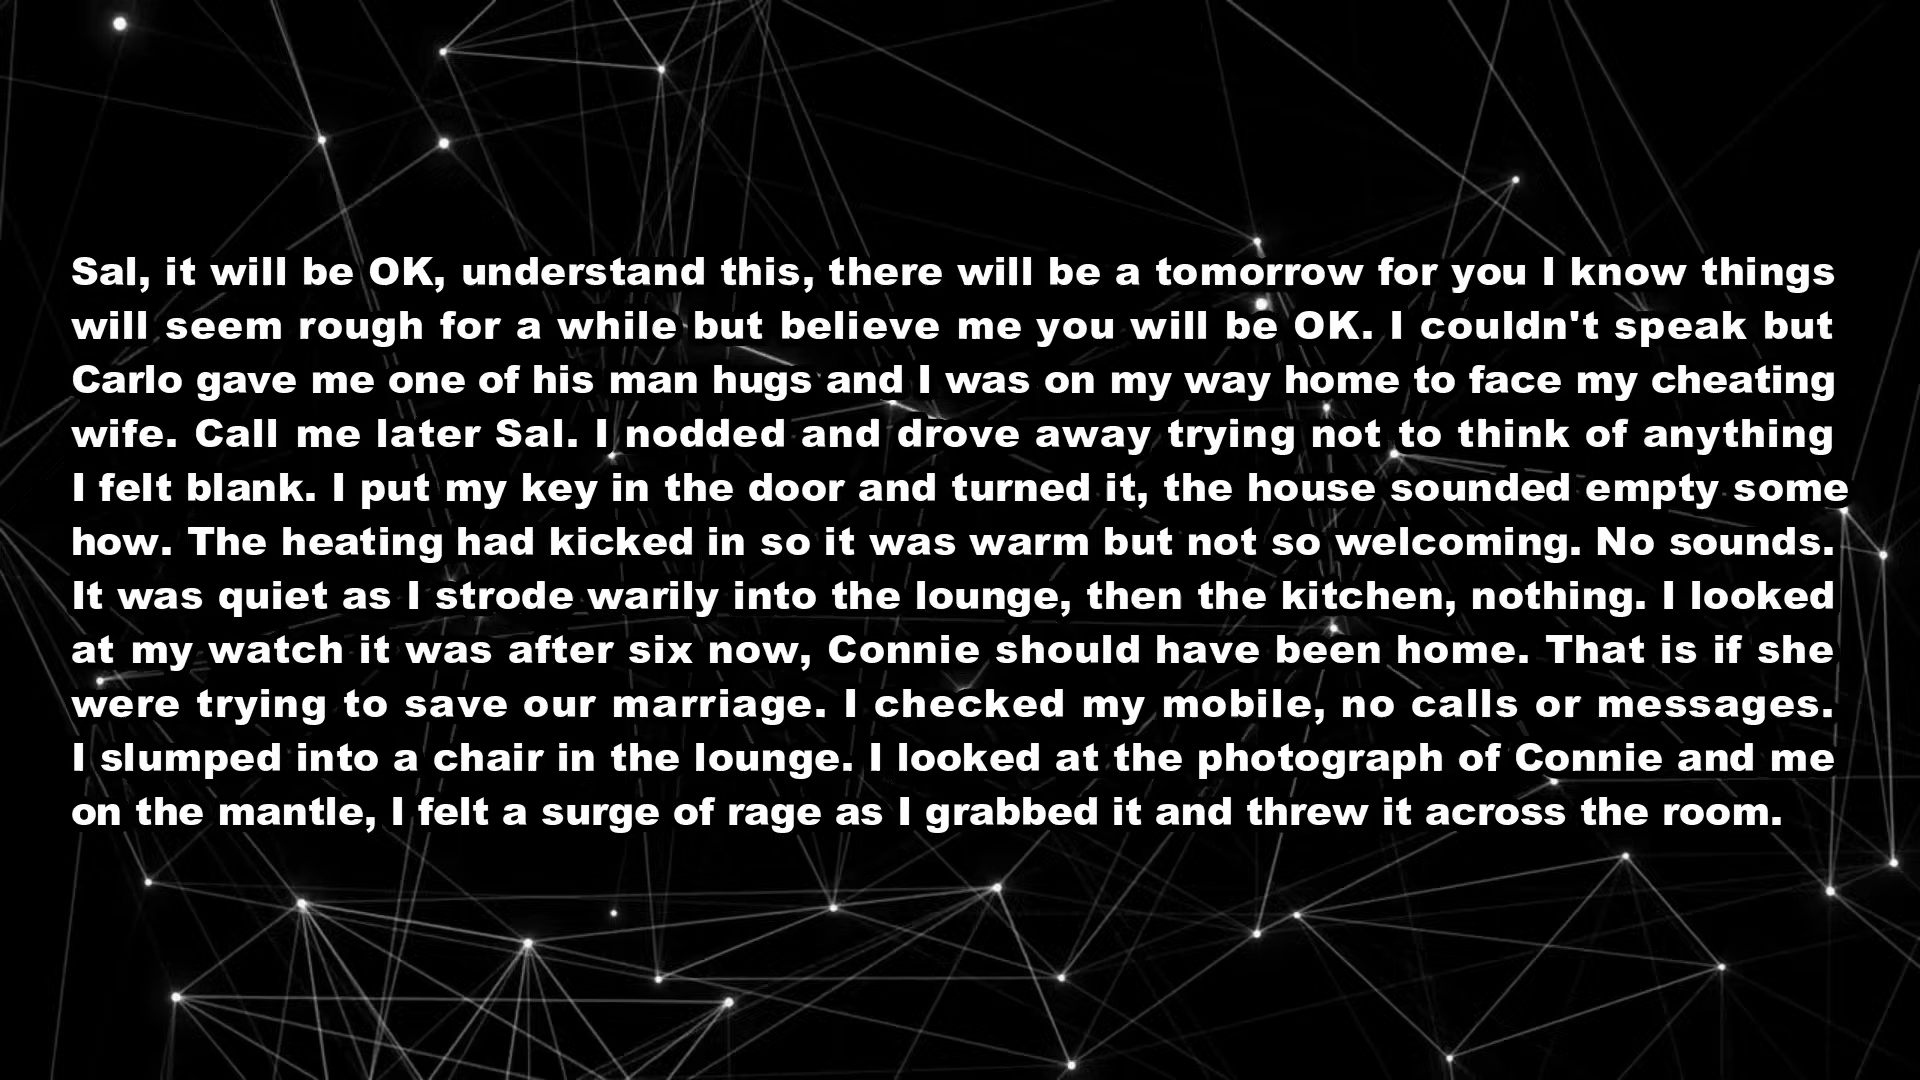 Sal, it will be OK, understand this, there will be a tomorrow for you I know things
will seem rough for a while but believe me you will be OK. I couldn't speak but
Carlo gave me one of his man hugs and I was on my way home to face my cheating
wife. Call me later Sal. I nodded and drove away trying not to think of anything
I felt blank. I put my key in the door and turned it, the house sounded empty some
how. The heating had kicked in so it was warm but not so welcoming. No sounds.
It was quiet as I strode warily into the lounge, then the kitchen, nothing. I looked
at my watch it was after six now, Connie should have been home. That is if she
were trying to save our marriage. I checked my mobile, no calls or messages.
I slumped into a chair in the lounge. I looked at the photograph of Connie and me
on the mantle, I felt a surge of rage as I grabbed it and threw it across the room.